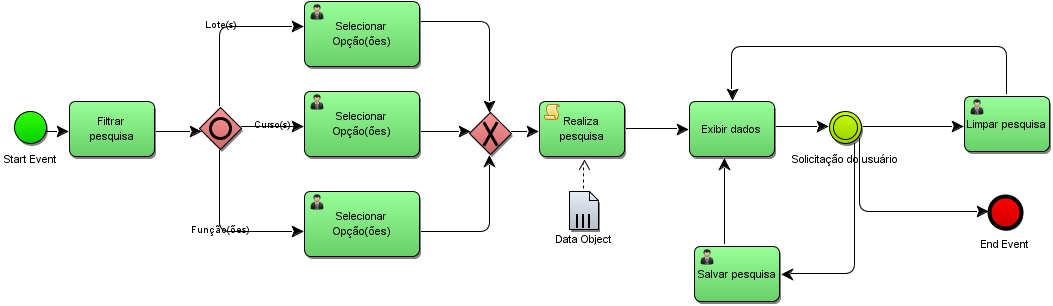 Start Event
Filtrar
pesquisa
Lote(s)
Curso(s)
Função(ões)
Selecionar
Opção(ões)
Selecionar
Opção(ões)
Selecionar
Opção(ões)
Realiza
pesquisa
Data Object
Exibir dados
Solicitação do usuário
Limpar pesquisa
End Event
Salvar pesquisa